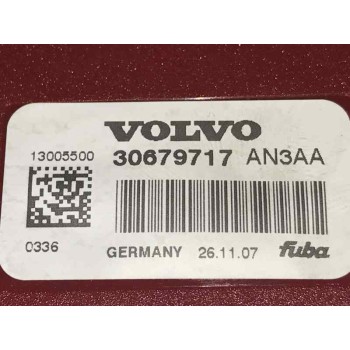 VOLVO
13005500 30679717 AN3AA
0336 GERMANY 26.11.07 fuba